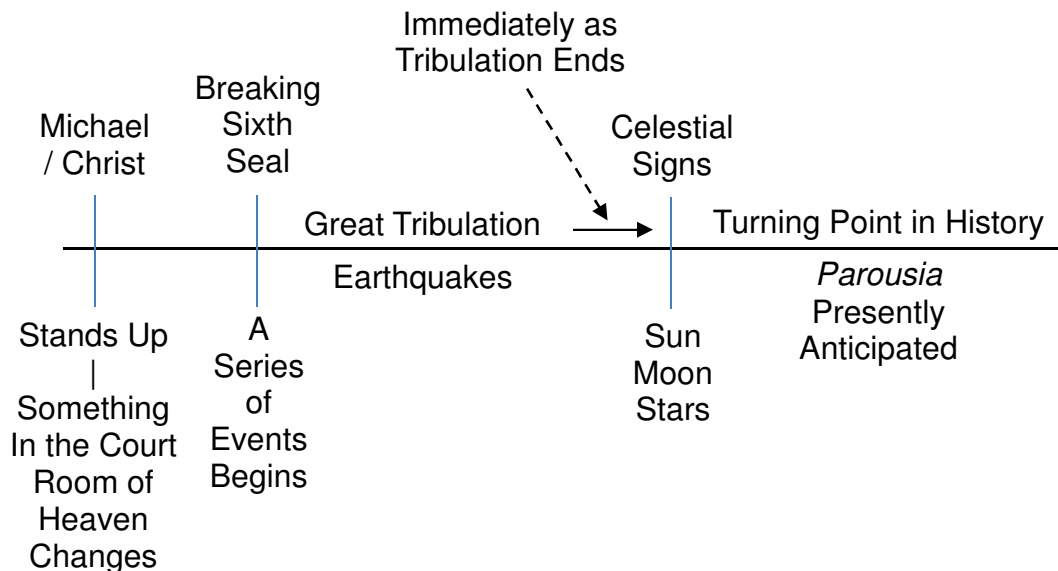 Immediately as
Tribulation Ends
Breaking
Sixth
Seal
Michael
/ Christ
Celestial
Signs
Great Tribulation
Turning Point in History
Earthquakes
Parousia
Presently
Anticipated
Stands Up
|
Something
In the Court
Room of
Heaven
Changes
A
Series
of
Events
Begins
Sun
Moon
Stars